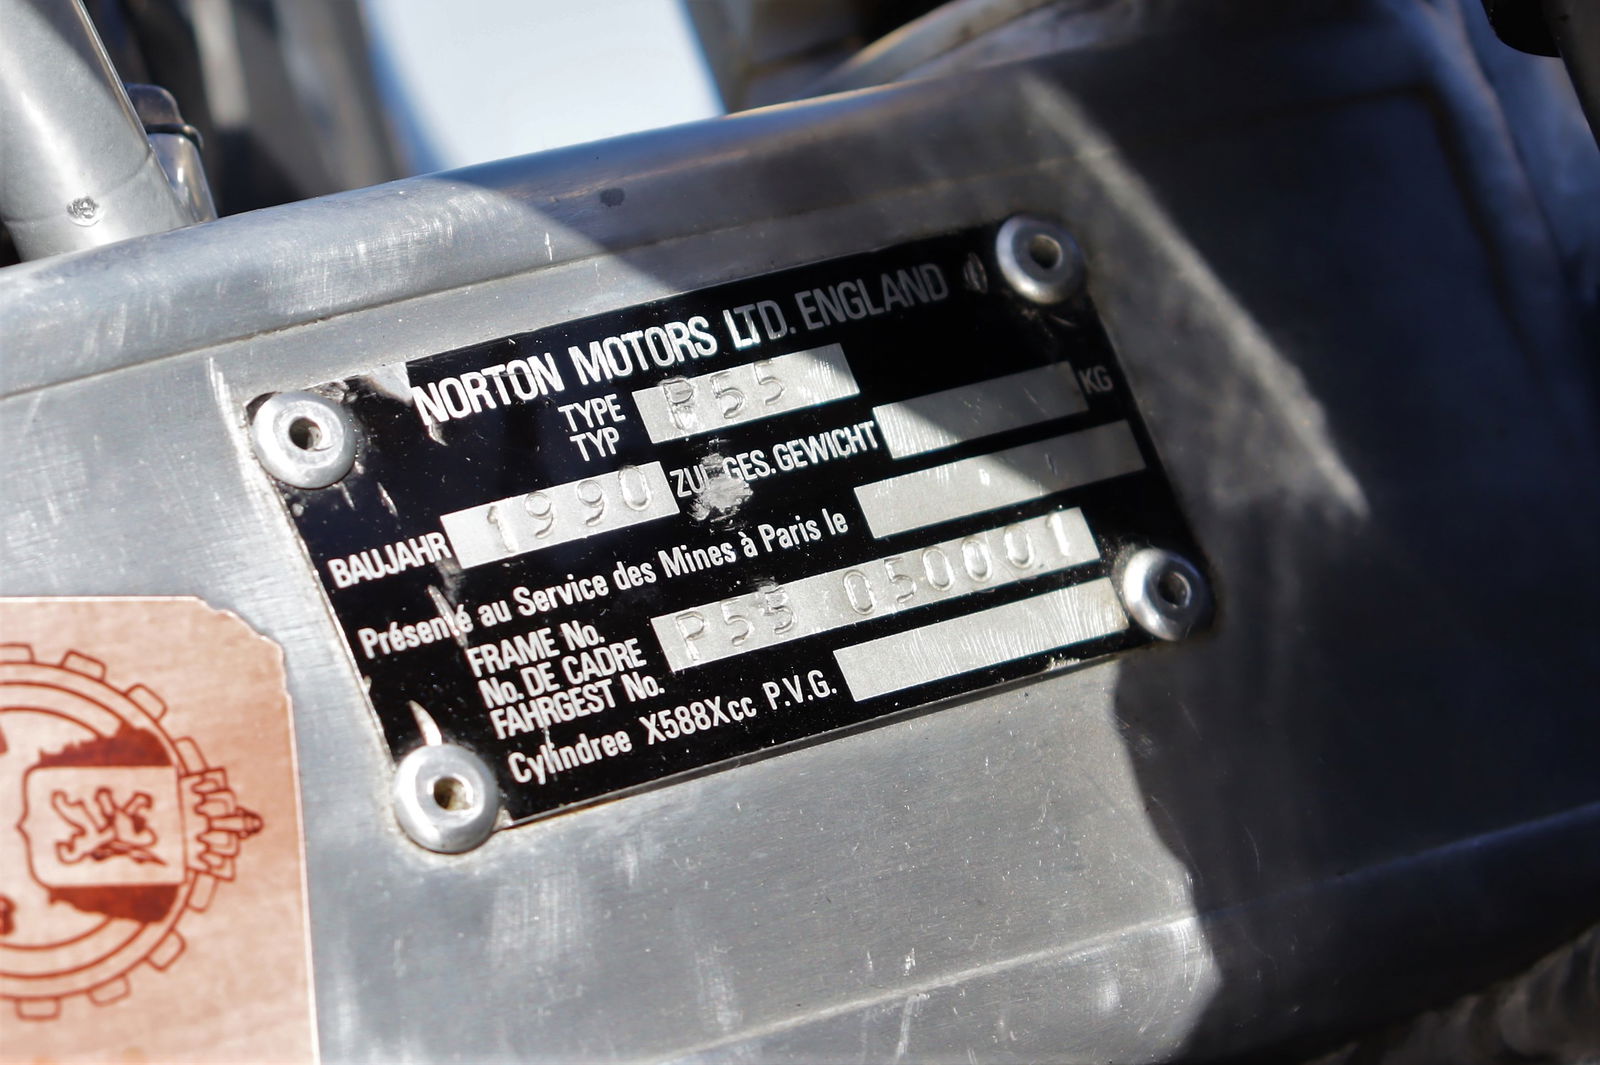 NORTON MOTORS LTD. ENGLAND
TYPE P55
TYP
BAUJAHR 1990 ZUL GES. GEWICHT KG
Présenté au Service des Mines à Paris le
FRAME No.
No. DE CADRE P55 050001
FAHRGEST No.
Cylindree X588Xcc P.V.G.